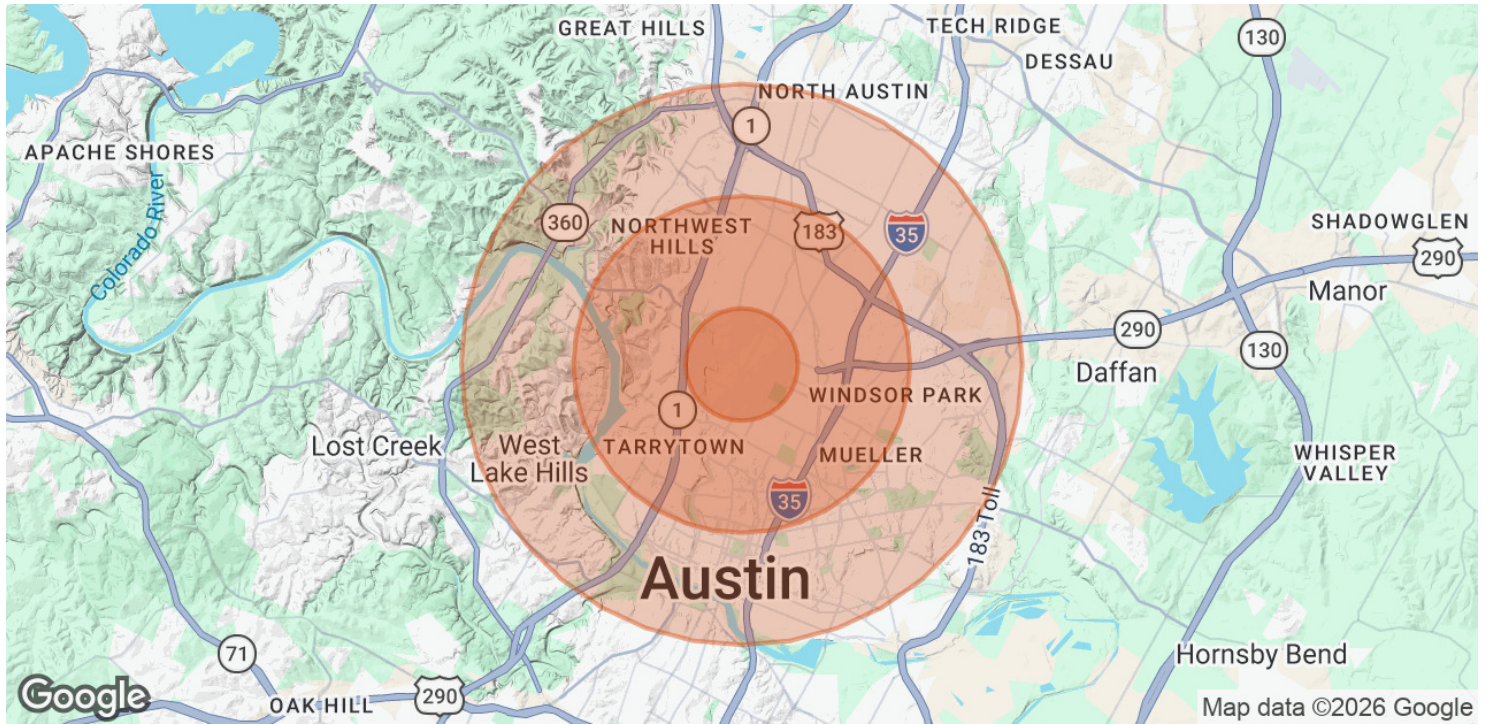 GREAT HILLS
TECH RIDGE
130
DESSAU
NORTH AUSTIN
1
APACHE SHORES
Colorado River
360
NORTHWEST
HILLS
183
35
SHADOWGLEN
290
Manor
290
130
Daffan
WINDSOR PARK
1
Lost Creek
West
Lake Hills
TARRYTOWN
MUELLER
WHISPER
VALLEY
35
183 Toll
Austin
71
Hornsby Bend
290
OAK HILL
Google
Map data ©2026 Google